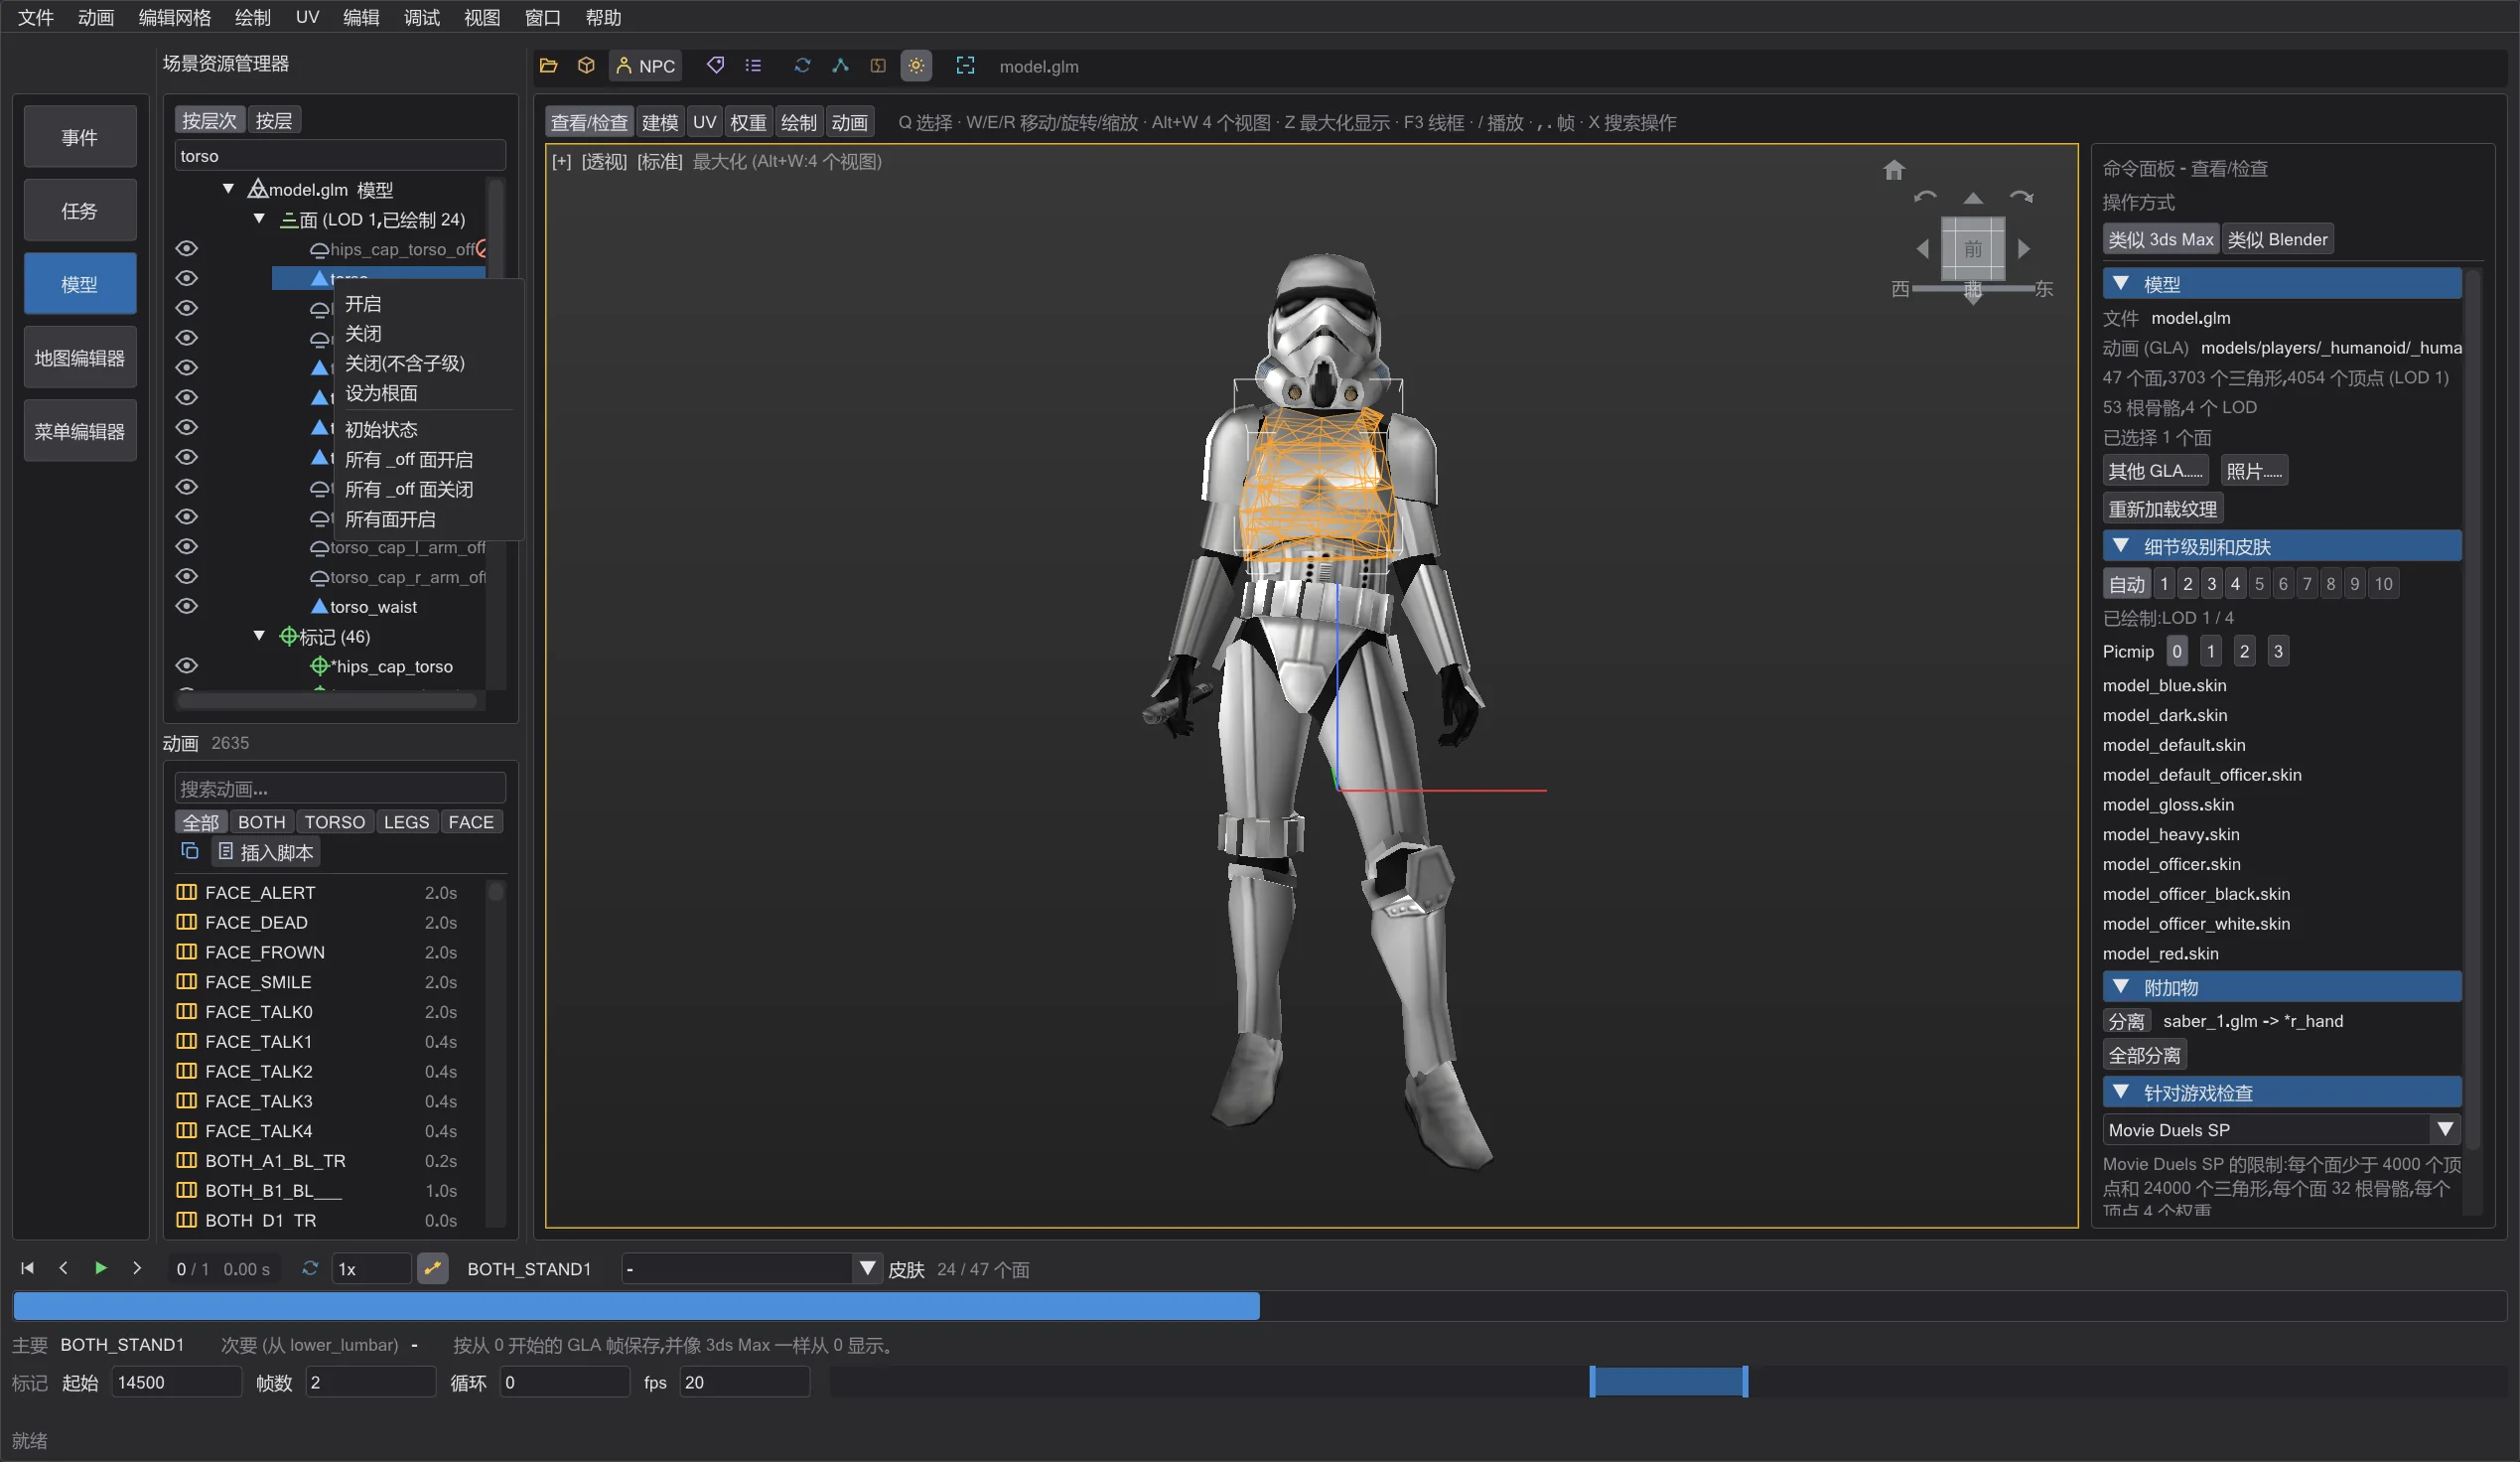 文件 动画 编辑网格 绘制 UV 编辑 调试 视图 窗口 帮助
场景资源管理器
NPC
model.glm
事件
任务
模型
地图编辑器
菜单编辑器
按层次 按层
torso
model.glm 模型
面 (LOD 1,已绘制 24)
hips_cap_torso_off
开启
关闭
关闭(不含子级)
设为根面
初始状态
所有 _off 面开启
所有 _off 面关闭
所有面开启
torso_cap_l_arm_off
torso_cap_r_arm_off
torso_waist
标记 (46)
*hips_cap_torso
动画 2635
搜索动画...
全部 BOTH TORSO LEGS FACE
插入脚本
FACE_ALERT 2.0s
FACE_DEAD 2.0s
FACE_FROWN 2.0s
FACE_SMILE 2.0s
FACE_TALK0 2.0s
FACE_TALK1 0.4s
FACE_TALK2 0.4s
FACE_TALK3 0.4s
FACE_TALK4 0.4s
BOTH_A1_BL_TR 0.2s
BOTH_B1_BL___ 1.0s
BOTH_D1_TR 0.0s
查看/检查 建模 UV 权重 绘制 动画 Q 选择 · W/E/R 移动/旋转/缩放 · Alt+W 4 个视图 · Z 最大化显示 · F3 线框 · / 播放 · , . 帧 · X 搜索操作
[+] [透视] [标准] 最大化 (Alt+W:4 个视图)
前
西 北 东
命令面板 - 查看/检查
操作方式
类似 3ds Max 类似 Blender
模型
文件 model.glm
动画 (GLA) models/players/_humanoid/_huma
47 个面,3703 个三角形,4054 个顶点 (LOD 1)
53 根骨骼,4 个 LOD
已选择 1 个面
其他 GLA...... 照片......
重新加载纹理
细节级别和皮肤
自动 1 2 3 4 5 6 7 8 9 10
已绘制:LOD 1 / 4
Picmip 0 1 2 3
model_blue.skin
model_dark.skin
model_default.skin
model_default_officer.skin
model_gloss.skin
model_heavy.skin
model_officer.skin
model_officer_black.skin
model_officer_white.skin
model_red.skin
附加物
分离 saber_1.glm -> *r_hand
全部分离
针对游戏检查
Movie Duels SP
Movie Duels SP 的限制:每个面少于 4000 个顶
点和 24000 个三角形,每个面 32 根骨骼,每个
顶点 4 个权重
0 / 1 0.00 s 1x BOTH_STAND1 - 皮肤 24 / 47 个面
主要 BOTH_STAND1 次要 (从 lower_lumbar) - 按从 0 开始的 GLA 帧保存,并像 3ds Max 一样从 0 显示。
标记 起始 14500 帧数 2 循环 0 fps 20
就绪